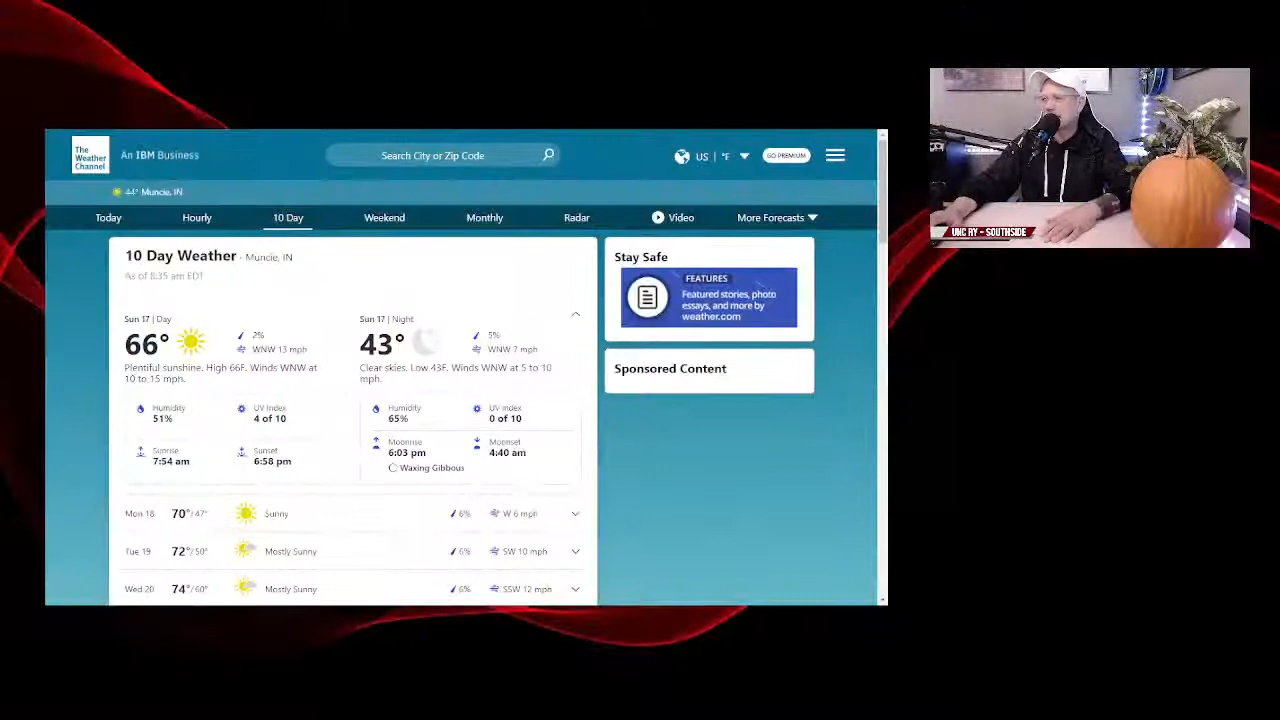 The
Weather
Channel
An IBM Business
Search City or Zip Code
US | °F
GO PREMIUM
44° Muncie, IN
Today
Hourly
10 Day
Weekend
Monthly
Radar
Video
More Forecasts
10 Day Weather - Muncie, IN
As of 8:35 am EDT
Sun 17 | Day
66°
2%
WNW 13 mph
Plentiful sunshine. High 66F. Winds WNW at
10 to 15 mph.
Humidity
51%
UV Index
4 of 10
Sunrise
7:54 am
Sunset
6:58 pm
Sun 17 | Night
43°
5%
WNW 7 mph
Clear skies. Low 43F. Winds WNW at 5 to 10
mph.
Humidity
65%
UV Index
0 of 10
Moonrise
6:03 pm
Waxing Gibbous
Moonset
4:40 am
Mon 18 70°/47° Sunny 6% W 6 mph
Tue 19 72°/50° Mostly Sunny 6% SW 10 mph
Wed 20 74°/60° Mostly Sunny 6% SSW 12 mph
Stay Safe
FEATURES
Featured stories, photo
essays, and more by
weather.com
Sponsored Content
UNC RY - SOUTHSIDE